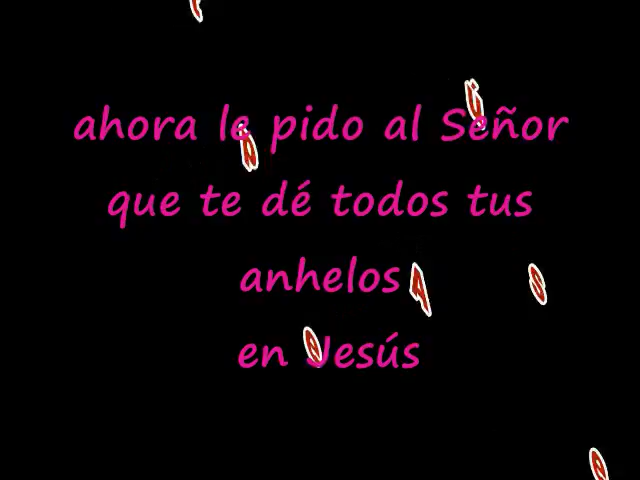 ahora le pido al Señor
que te dé todos tus
anhelos
en Jesús